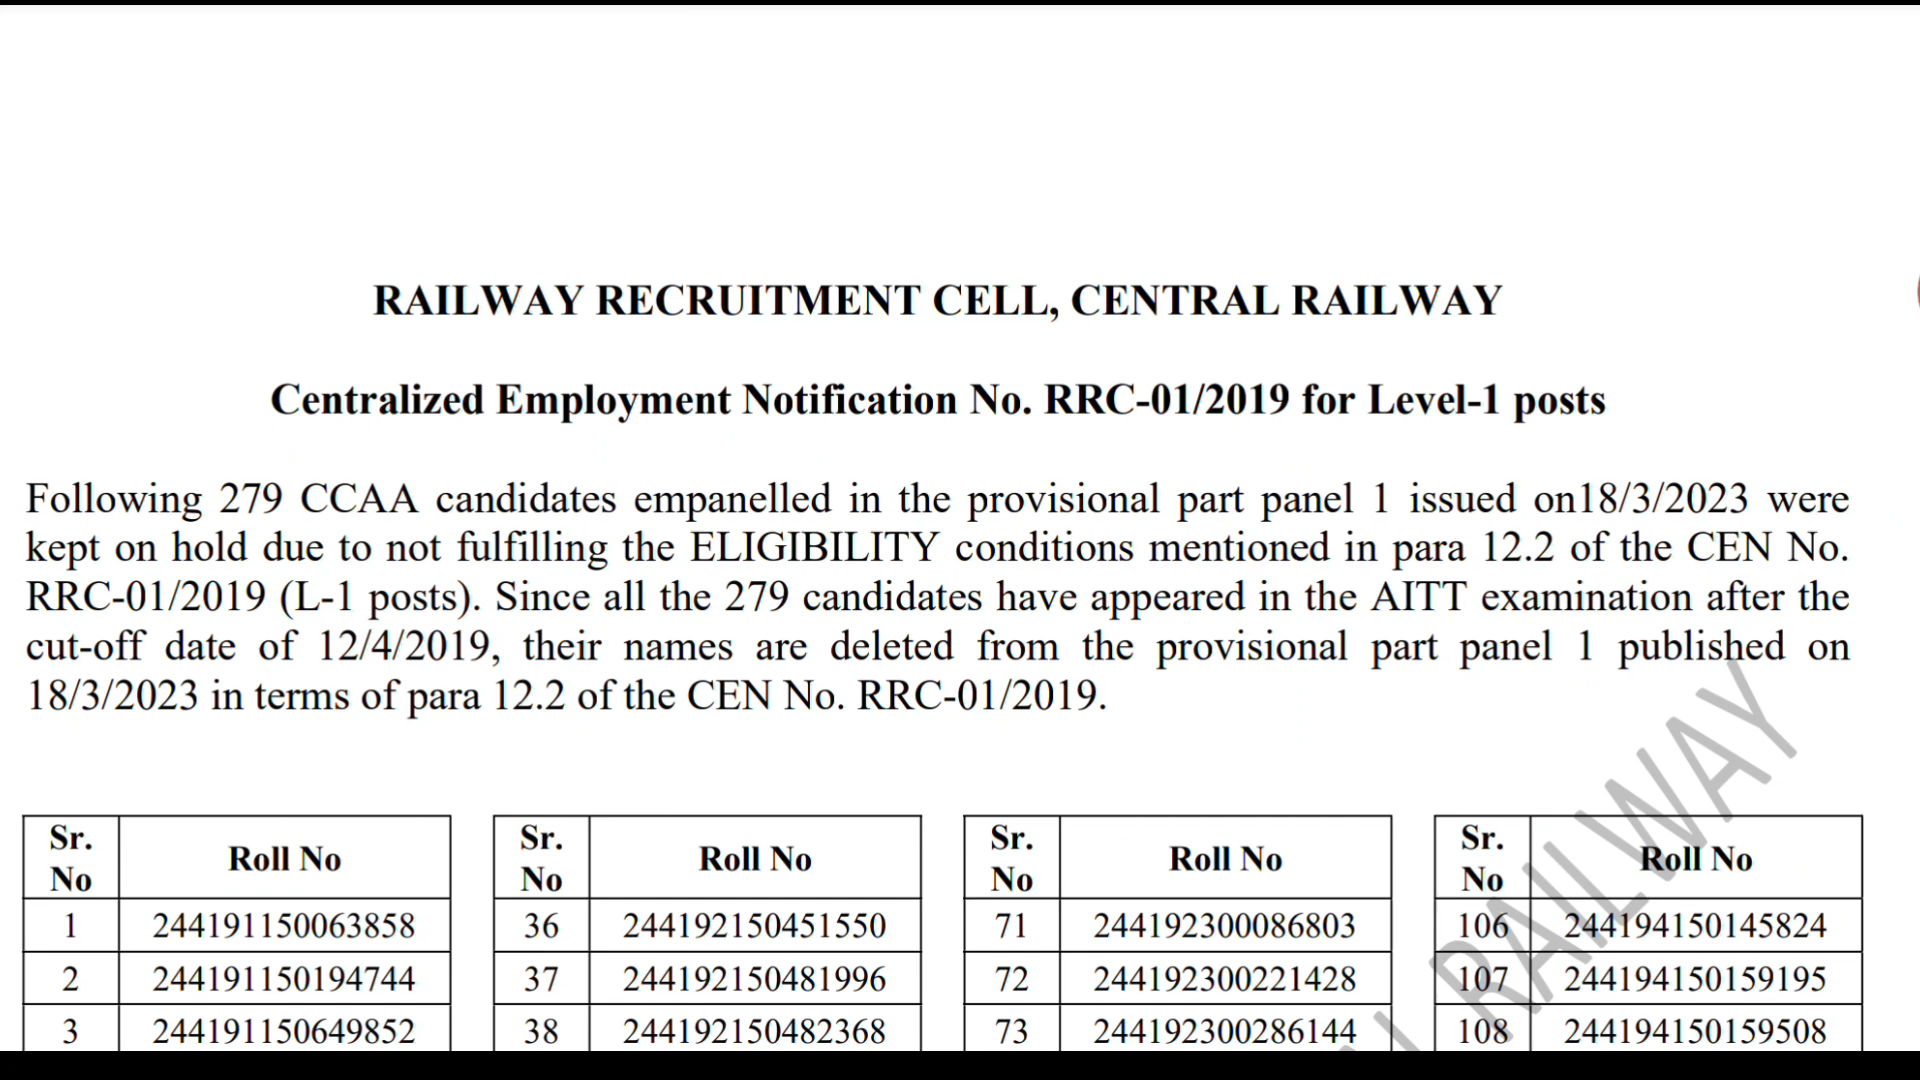 RAILWAY RECRUITMENT CELL, CENTRAL RAILWAY
Centralized Employment Notification No. RRC-01/2019 for Level-1 posts
Following 279 CCAA candidates empanelled in the provisional part panel 1 issued on18/3/2023 were
kept on hold due to not fulfilling the ELIGIBILITY conditions mentioned in para 12.2 of the CEN No.
RRC-01/2019 (L-1 posts). Since all the 279 candidates have appeared in the AITT examination after the
cut-off date of 12/4/2019, their names are deleted from the provisional part panel 1 published on
18/3/2023 in terms of para 12.2 of the CEN No. RRC-01/2019.
Sr. No Roll No Sr. No Roll No Sr. No Roll No Sr. No Roll No
1 244191150063858 36 244192150451550 71 244192300086803 106 244194150145824
2 244191150194744 37 244192150481996 72 244192300221428 107 244194150159195
3 244191150649852 38 244192150482368 73 244192300286144 108 244194150159508
RAILWAY